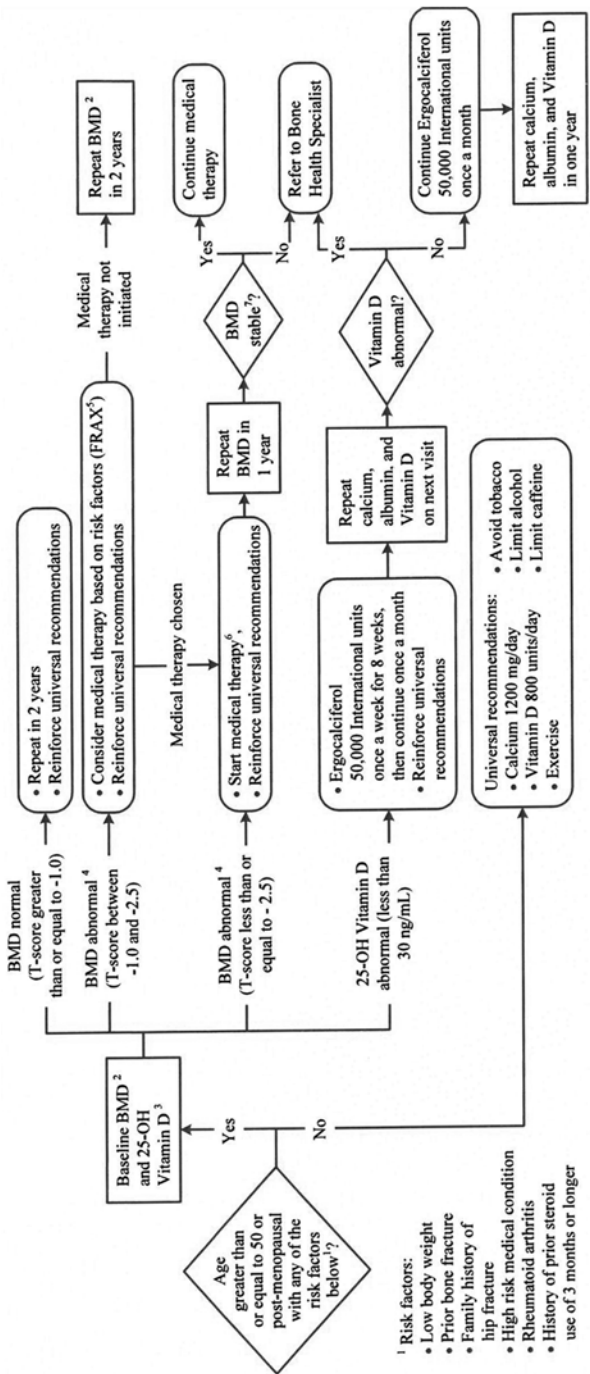 Age
greater than
or equal to 50 or
post-menopausal
with any of the
risk factors
below¹?
Yes
No
Baseline BMD ²
and 25-OH
Vitamin D ³
BMD normal
(T-score greater
than or equal to -1.0)
• Repeat in 2 years
• Reinforce universal recommendations
BMD abnormal ⁴
(T-score between
-1.0 and -2.5)
• Consider medical therapy based on risk factors (FRAX⁵)
• Reinforce universal recommendations
Medical
therapy not
initiated
Repeat BMD ²
in 2 years
Medical therapy chosen
BMD abnormal ⁴
(T-score less than or
equal to - 2.5)
• Start medical therapy⁶,
• Reinforce universal recommendations
Repeat
BMD in
1 year
BMD
stable⁷?
Yes
No
Continue medical
therapy
Refer to Bone
Health Specialist
25-OH Vitamin D
abnormal (less than
30 ng/mL)
• Ergocalciferol
50,000 International units
once a week for 8 weeks,
then continue once a month
• Reinforce universal
recommendations
Repeat
calcium,
albumin, and
Vitamin D
on next visit
Vitamin D
abnormal?
Yes
No
Continue Ergocalciferol
50,000 International units
once a month
Repeat calcium,
albumin, and Vitamin D
in one year
Universal recommendations:
• Calcium 1200 mg/day
• Vitamin D 800 units/day
• Exercise
• Avoid tobacco
• Limit alcohol
• Limit caffeine
¹ Risk factors:
• Low body weight
• Prior bone fracture
• Family history of
hip fracture
• High risk medical condition
• Rheumatoid arthritis
• History of prior steroid
use of 3 months or longer